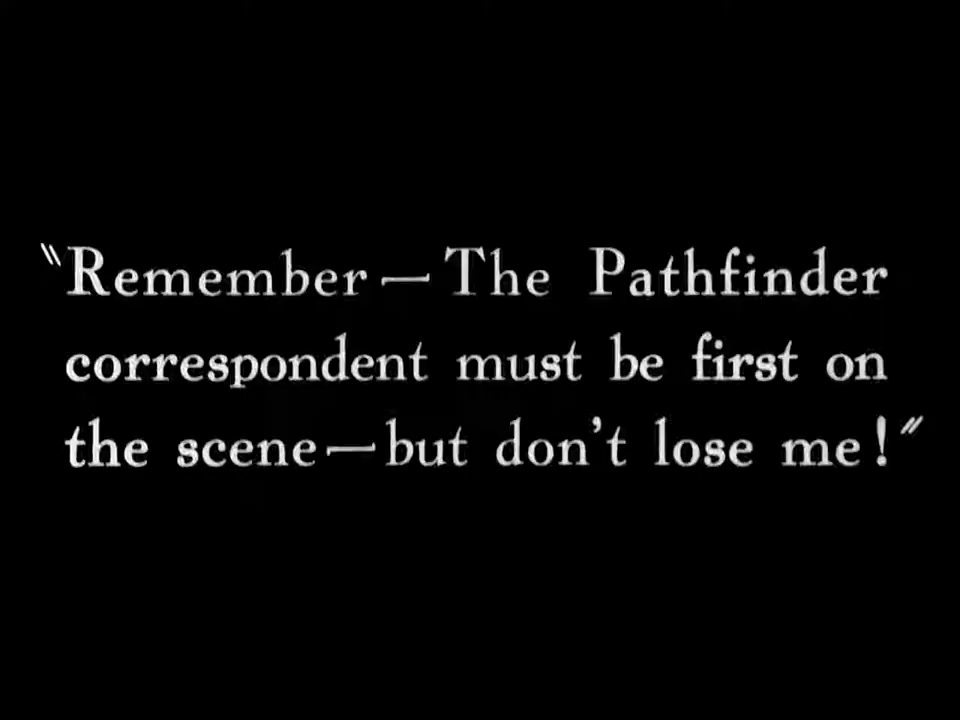 "Remember — The Pathfinder
correspondent must be first on
the scene — but don't lose me!"